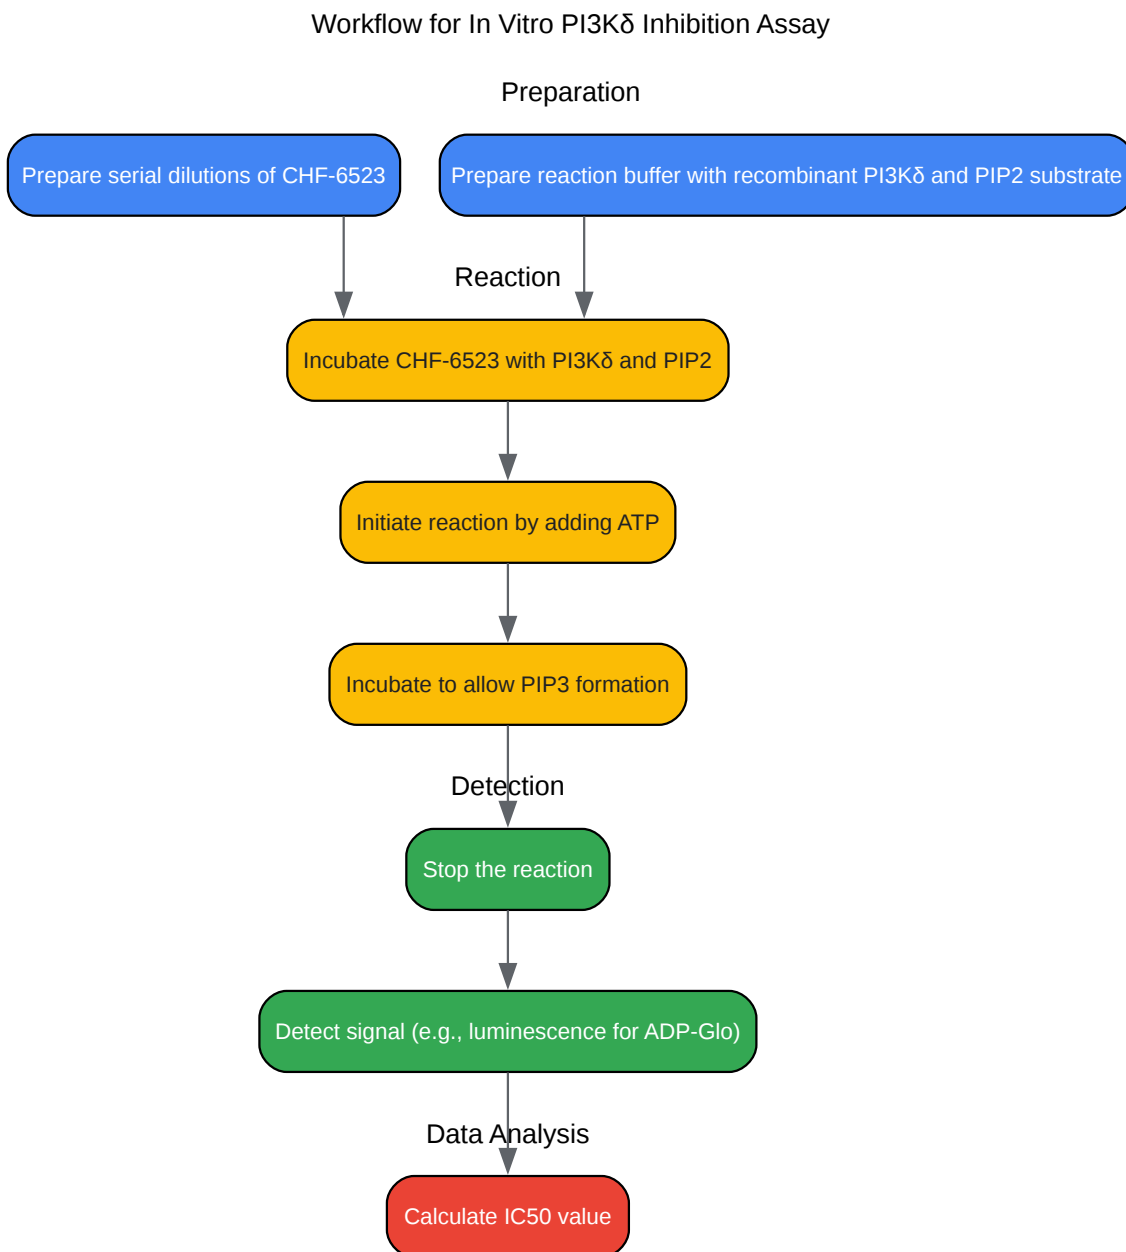 Workflow for In Vitro PI3Kδ Inhibition Assay
Preparation
Prepare serial dilutions of CHF-6523
Prepare reaction buffer with recombinant PI3Kδ and PIP2 substrate
Reaction
Incubate CHF-6523 with PI3Kδ and PIP2
Initiate reaction by adding ATP
Incubate to allow PIP3 formation
Detection
Stop the reaction
Detect signal (e.g., luminescence for ADP-Glo)
Data Analysis
Calculate IC50 value